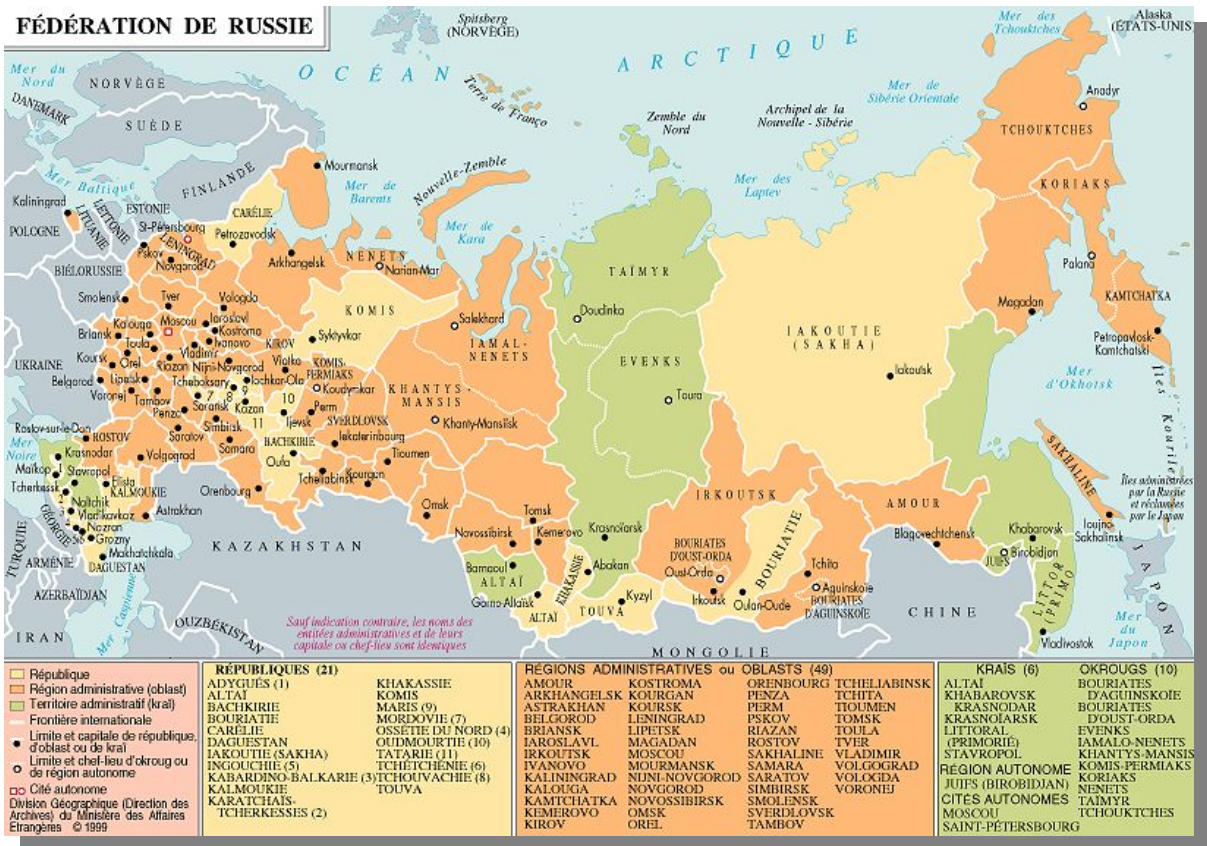 FÉDÉRATION DE RUSSIE
Spitsberg
(NORVÈGE)
Mer des
Tchouktches
Alaska
(ÉTATS-UNIS)
OCÉAN ARCTIQUE
Mer du
Nord
NORVÈGE
DANEMARK
SUÈDE
FINLANDE
Mer Baltique
Terre de Franço
Zemble du
Nord
Archipel de la
Nouvelle - Sibérie
Mer de
Sibérie Orientale
Anadyr
TCHOUKTCHES
Mourmansk
Mer de
Barents
Nouvelle-Zemble
Mer de
Kara
Mer des
Laptev
KORIAKS
Kaliningrad
POLOGNE
LITUANIE
LETTONIE
ESTONIE
CARÉLIE
St-Pétersbourg
LENINGRAD
Petrozavodsk
Pskov
Novgorod
Arkhangelsk
NENETS
Narian-Mar
TAÏMYR
Doudinka
Palana
KAMTCHATKA
BIÉLORUSSIE
Smolensk
Tver
Vologda
KOMIS
Salekhard
IAMAL-
NENETS
IAKOUTIE
(SAKHA)
Magadan
Petropavlosk-
Kamtchatski
Briansk
Kalouga
Moscou
Iaroslavl
Kostroma
Ivanovo
KIROV
Syktyvkar
EVENKS
Toura
Iakoutsk
Mer
d'Okhotsk
Iles Kouriles
UKRAINE
Koursk
Toula
Orel
Riazan
Vladimir
Nijni-Novgorod
Viatka
KOMIS-
PERMIAKS
Koudymkar
KHANTYS-
MANSIS
Khanty-Mansiïsk
Belgorod
Lipetsk
Voronej
Tambov
Tcheboksary
Iochkar-Ola
Penza
Saransk
Kazan
7
8
9
10
11
Ijevsk
Perm
SVERDLOVSK
Iekaterinbourg
Simbirsk
Saratov
Samara
BACHKIRIE
Oufa
Tioumen
Tcheliabinsk
Kourgan
Rostov-sur-le-Don
ROSTOV
Mer
Noire
Krasnodar
Volgograd
Orenbourg
Omsk
Maïkop
1
Stavropol
Tcherkessk
Elista
KALMOUKIE
Naltchik
Vladikavkaz
Astrakhan
GÉORGIE
Nazran
Grozny
Makhatchkala
DAGUESTAN
TURQUIE
ARMÉNIE
AZERBAÏDJAN
Mer Caspienne
IRAN
KAZAKHSTAN
OUZBÉKISTAN
Tomsk
Novossibirsk
Kemerovo
Krasnoïarsk
Barnaoul
ALTAÏ
Gorno-Altaïsk
ALTAÏ
KHAKASSIE
Abakan
TOUVA
Kyzyl
IRKOUTSK
BOURIATES
D'OUST-ORDA
Oust-Orda
Irkoutsk
BOURIATIE
Oulan-Oude
Tchita
Aguinskoïe
BOURIATES
D'AGUINSKOÏE
AMOUR
Blagovechtchensk
SAKHALINE
Ioujno-
Sakhalinsk
Iles administrées
par la Russie
et réclamées
par le Japon
Khabarovsk
Birobidjan
JUIFS
LITTOR
(PRIMO
Vladivostok
JAPON
Mer
du
Japon
CHINE
MONGOLIE
Sauf indication contraire, les noms des
entitées administratives et de leurs
capitale ou chef-lieu sont identiques
République
Région administrative (oblast)
Territoire administratif (kraï)
Frontière internationale
Limite et capitale de république,
d'oblast ou de kraï
Limite et chef-lieu d'okroug ou
de région autonome
Cité autonome
Division Géographique (Direction des
Archives) du Ministère des Affaires
Etrangères © 1999
RÉPUBLIQUES (21)
ADYGUÉS (1)
ALTAÏ
BACHKIRIE
BOURIATIE
CARÉLIE
DAGUESTAN
IAKOUTIE (SAKHA)
INGOUCHIE (5)
KABARDINO-BALKARIE (3)
KALMOUKIE
KARATCHAÏS-
TCHERKESSES (2)
KHAKASSIE
KOMIS
MARIS (9)
MORDOVIE (7)
OSSÉTIE DU NORD (4)
OUDMOURTIE (10)
TATARIE (11)
TCHÉTCHÉNIE (6)
TCHOUVACHIE (8)
TOUVA
RÉGIONS ADMINISTRATIVES ou OBLASTS (49)
AMOUR
ARKHANGELSK
ASTRAKHAN
BELGOROD
BRIANSK
IAROSLAVL
IRKOUTSK
IVANOVO
KALININGRAD
KALOUGA
KAMTCHATKA
KEMEROVO
KIROV
KOSTROMA
KOURGAN
KOURSK
LENINGRAD
LIPETSK
MAGADAN
MOSCOU
MOURMANSK
NIJNI-NOVGOROD
NOVGOROD
NOVOSSIBIRSK
OMSK
OREL
ORENBOURG
PENZA
PERM
PSKOV
RIAZAN
ROSTOV
SAKHALINE
SAMARA
SARATOV
SIMBIRSK
SMOLENSK
SVERDLOVSK
TAMBOV
TCHELIABINSK
TCHITA
TIOUMEN
TOMSK
TOULA
TVER
VLADIMIR
VOLGOGRAD
VOLOGDA
VORONEJ
KRAÏS (6)
ALTAÏ
KHABAROVSK
KRASNODAR
KRASNOÏARSK
LITTORAL
(PRIMORIÉ)
STAVROPOL
RÉGION AUTONOME
JUIFS (BIROBIDJAN)
CITÉS AUTONOMES
MOSCOU
SAINT-PÉTERSBOURG
OKROUGS (10)
BOURIATES
D'AGUINSKOÏE
BOURIATES
D'OUST-ORDA
EVENKS
IAMALO-NENETS
KHANTYS-MANSIS
KOMIS-PERMIAKS
KORIAKS
NENETS
TAÏMYR
TCHOUKTCHES